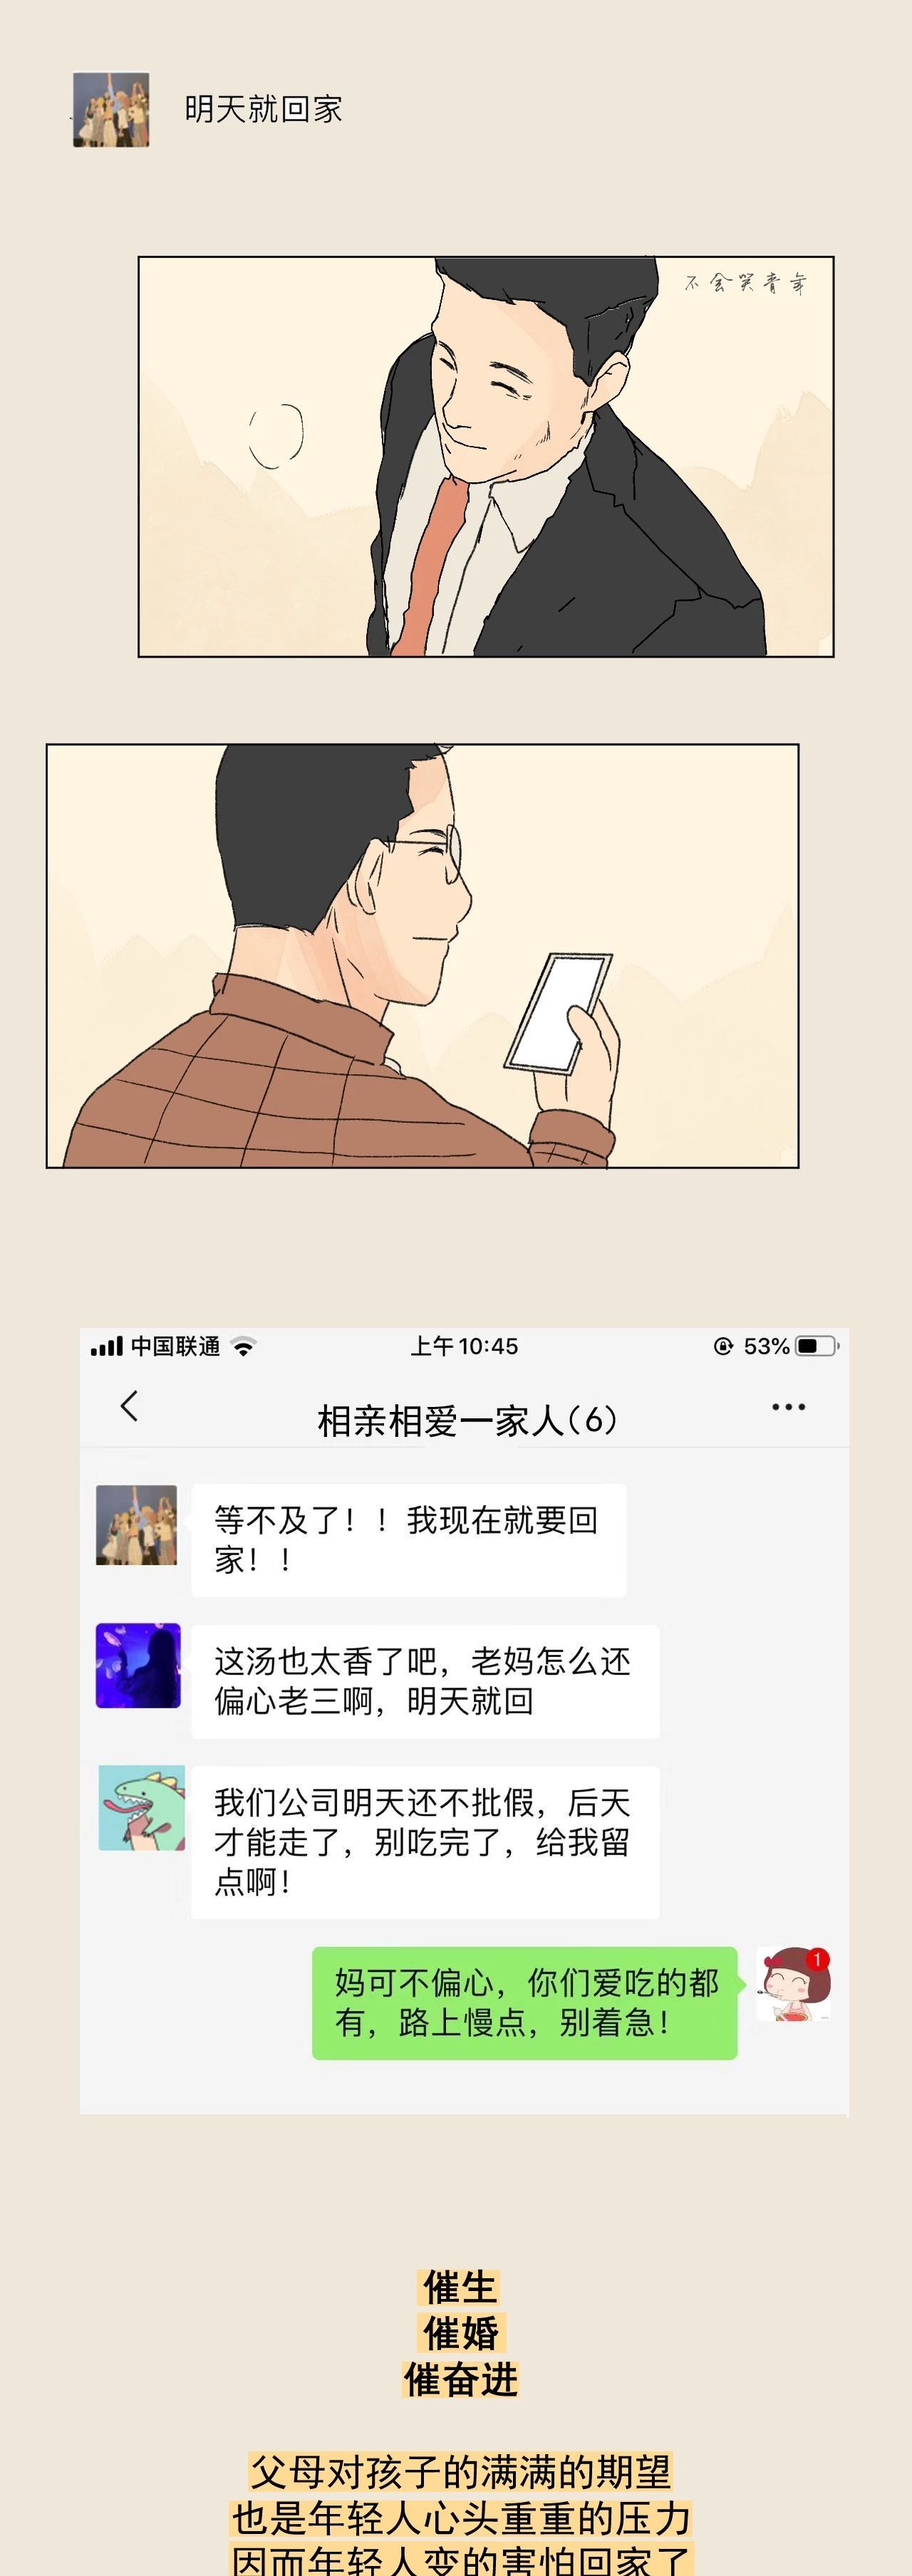 明天就回家
不会哭青年
中国联通 上午10:45 53%
相亲相爱一家人(6)
等不及了！！我现在就要回
家！！
这汤也太香了吧，老妈怎么还
偏心老三啊，明天就回
我们公司明天还不批假，后天
才能走了，别吃完了，给我留
点啊！
1
妈可不偏心，你们爱吃的都
有，路上慢点，别着急！
催生
催婚
催奋进
父母对孩子的满满的期望
也是年轻人心头重重的压力
因而年轻人变的害怕回家了